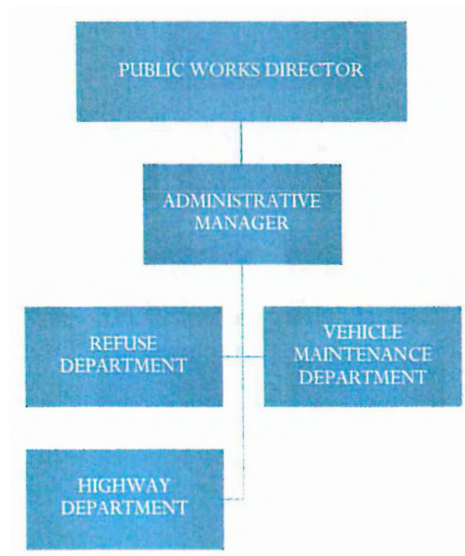 PUBLIC WORKS DIRECTOR
ADMINISTRATIVE
MANAGER
REFUSE
DEPARTMENT
VEHICLE
MAINTENANCE
DEPARTMENT
HIGHWAY
DEPARTMENT